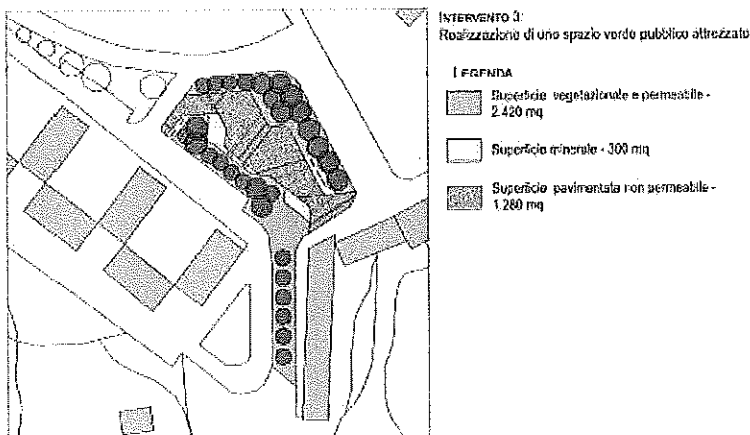 INTERVENTO 3:
Realizzazione di uno spazio verde pubblico attrezzato
LEGENDA
Superficie vegetazionale e permeabile -
2.420 mq
Superficie minerale - 300 mq
Superficie pavimentata non permeabile -
1.280 mq